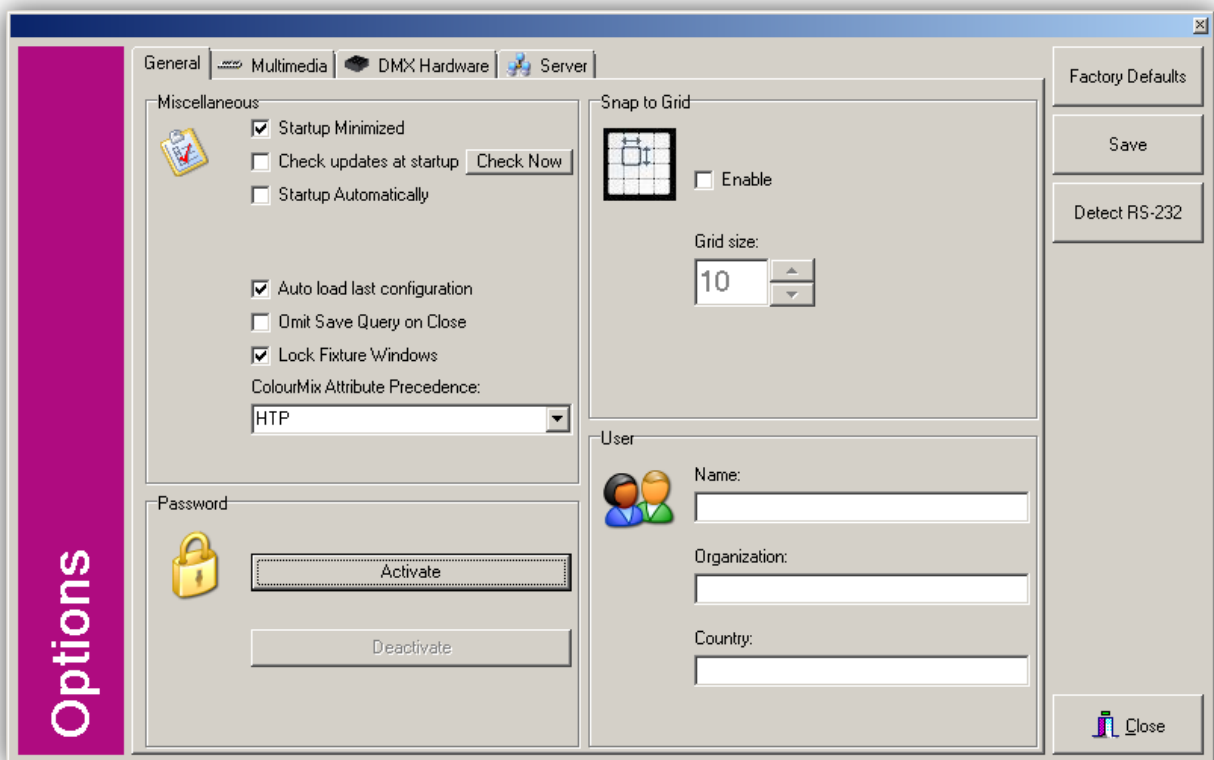 Options
General
Multimedia
DMX Hardware
Server
Miscellaneous
Startup Minimized
Check updates at startup Check Now
Startup Automatically
Auto load last configuration
Omit Save Query on Close
Lock Fixture Windows
ColourMix Attribute Precedence:
HTP
Password
Activate
Deactivate
Snap to Grid
Enable
Grid size:
10
User
Name:
Organization:
Country:
Factory Defaults
Save
Detect RS-232
Close